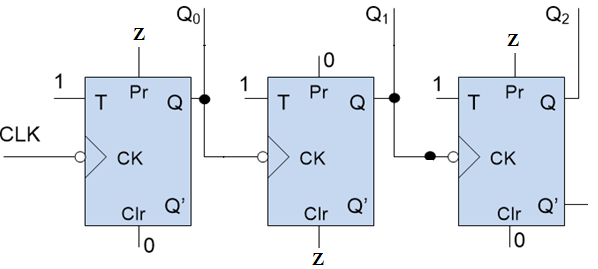 Q₀ Q₁ Q₂
Z 0 Z
1 Pr 1 Pr 1 Pr
T Q T Q T Q
CLK
CK CK CK
Clr Q' Clr Q' Clr Q'
0 Z 0